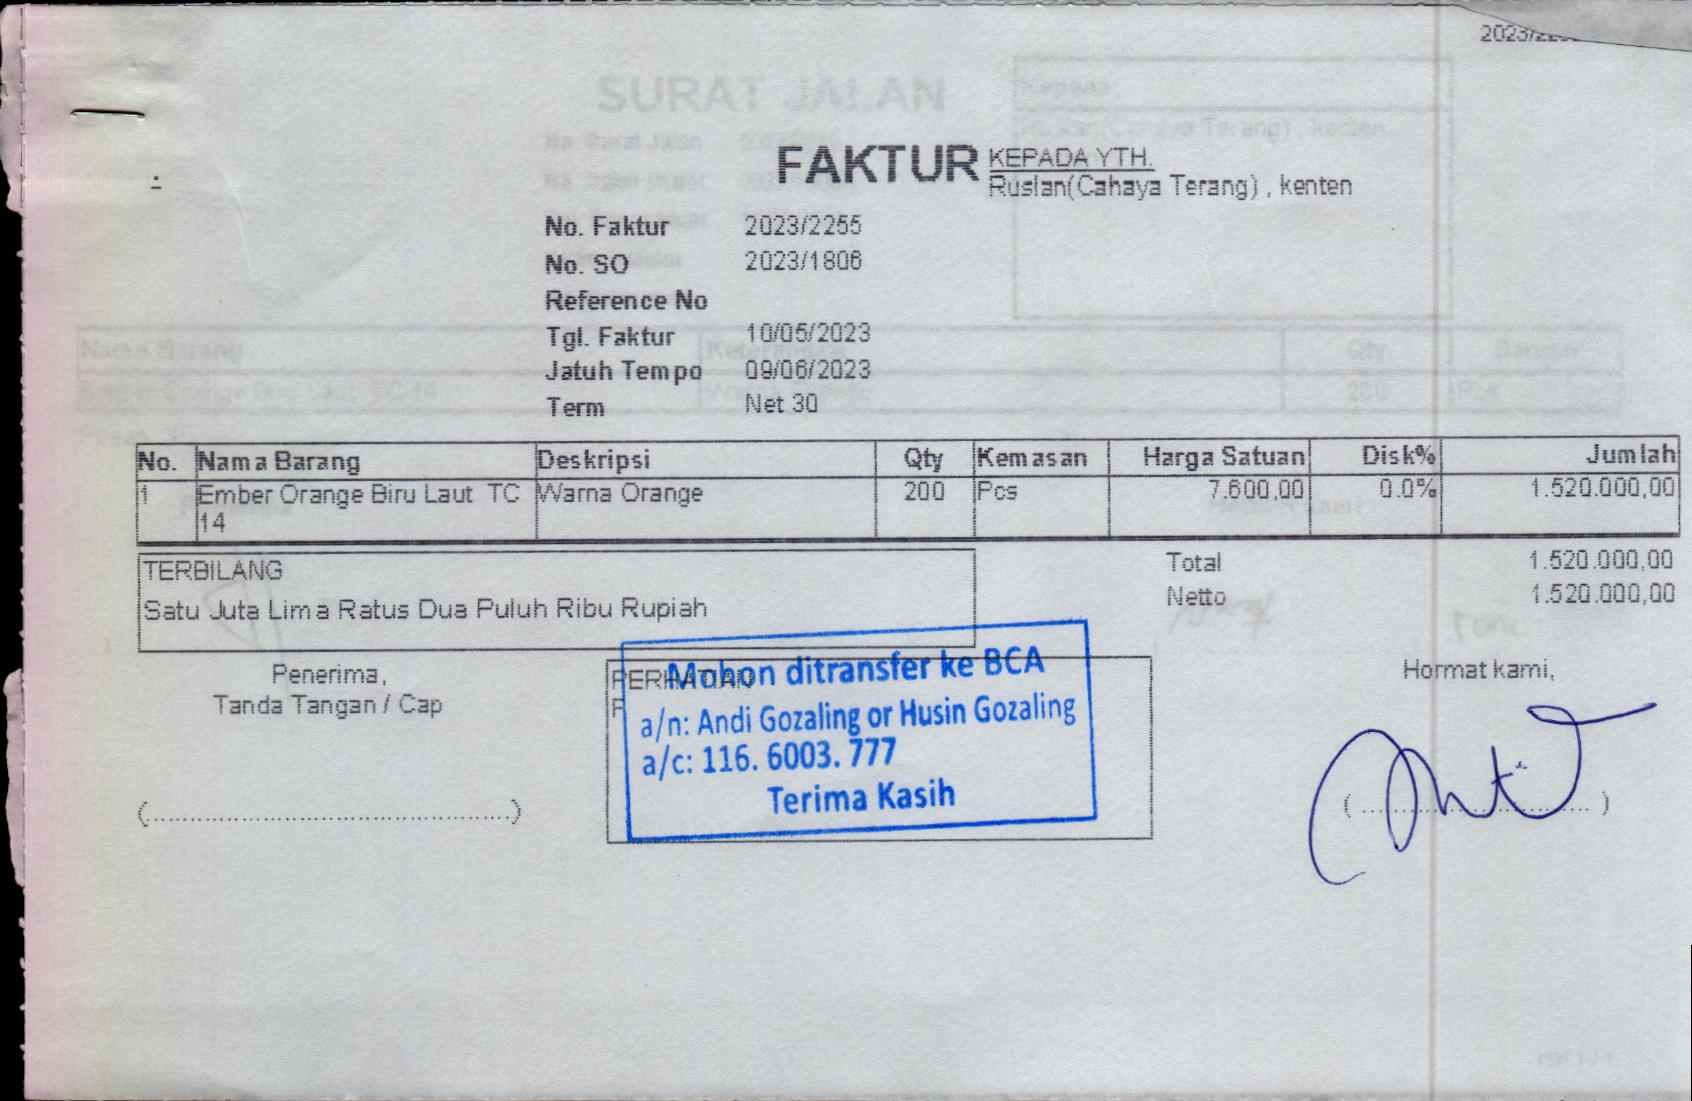 FAKTUR
KEPADA YTH.
Ruslan(Cahaya Terang) , kenten
No. Faktur 2023/2255
No. SO 2023/1806
Reference No
Tgl. Faktur 10/05/2023
Jatuh Tempo 09/06/2023
Term Net 30
No. Nama Barang Deskripsi Qty Kemasan Harga Satuan Disk% Jumlah
1 Ember Orange Biru Laut TC Warna Orange 200 Pcs 7.600,00 0.0% 1.520.000,00
14
TERBILANG
Satu Juta Lima Ratus Dua Puluh Ribu Rupiah
Total 1.520.000,00
Netto 1.520.000,00
Penerima,
Tanda Tangan / Cap
(..............................................)
PERHATIAN
Mohon ditransfer ke BCA
a/n: Andi Gozaling or Husin Gozaling
a/c: 116. 6003. 777
Terima Kasih
Hormat kami,
(..............................)
SURAT JALAN